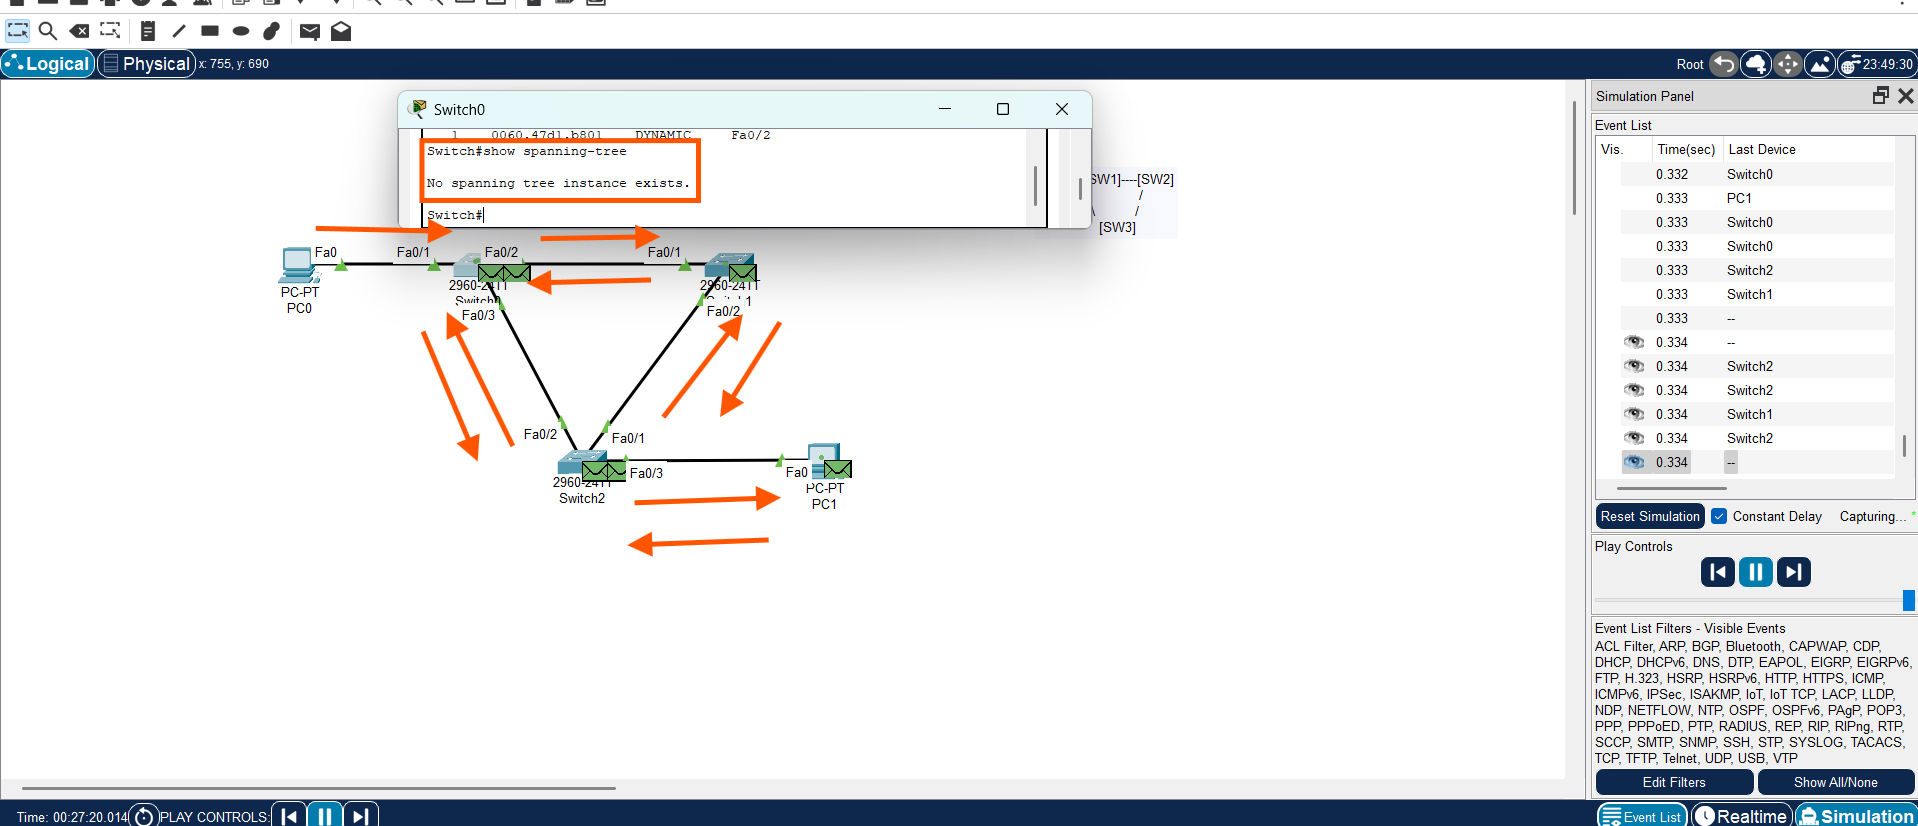 Logical
Physical
x: 755, y: 690
Root
23:49:30
Switch0
1 0060.47d1.b801 DYNAMIC Fa0/2
Switch#show spanning-tree
No spanning tree instance exists.
Switch#
SW1]----[SW2]
/
\ /
[SW3]
Fa0
Fa0/1
Fa0/2
Fa0/1
PC-PT
PC0
2960-24TT
Switch0
Fa0/3
2960-24TT
Fa0/2
Fa0/2
Fa0/1
2960-24TT
Switch2
Fa0/3
Fa0
PC-PT
PC1
Simulation Panel
Event List
Vis. Time(sec) Last Device
0.332 Switch0
0.333 PC1
0.333 Switch0
0.333 Switch0
0.333 Switch2
0.333 Switch1
0.333 --
0.334 --
0.334 Switch2
0.334 Switch2
0.334 Switch1
0.334 Switch2
0.334 --
Reset Simulation
Constant Delay
Capturing...
*
Play Controls
Event List Filters - Visible Events
ACL Filter, ARP, BGP, Bluetooth, CAPWAP, CDP,
DHCP, DHCPv6, DNS, DTP, EAPOL, EIGRP, EIGRPv6,
FTP, H.323, HSRP, HSRPv6, HTTP, HTTPS, ICMP,
ICMPv6, IPSec, ISAKMP, IoT, IoT TCP, LACP, LLDP,
NDP, NETFLOW, NTP, OSPF, OSPFv6, PAgP, POP3,
PPP, PPPoED, PTP, RADIUS, REP, RIP, RIPng, RTP,
SCCP, SMTP, SNMP, SSH, STP, SYSLOG, TACACS,
TCP, TFTP, Telnet, UDP, USB, VTP
Edit Filters
Show All/None
Time: 00:27:20.014
PLAY CONTROLS:
Event List
Realtime
Simulation